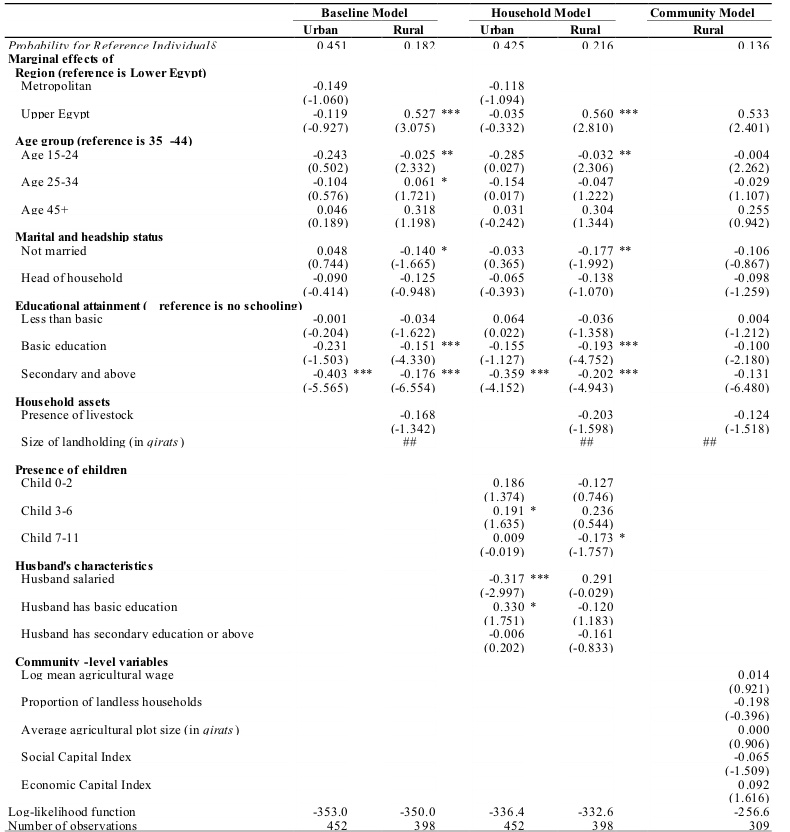 Baseline Model Household Model Community Model
Urban Rural Urban Rural Rural
Probability for Reference Individual§ 0.451 0.182 0.425 0.216 0.136
Marginal effects of
Region (reference is Lower Egypt)
Metropolitan -0.149 -0.118
(-1.060) (-1.094)
Upper Egypt -0.119 0.527 *** -0.035 0.560 *** 0.533
(-0.927) (3.075) (-0.332) (2.810) (2.401)
Age group (reference is 35 -44)
Age 15-24 -0.243 -0.025 ** -0.285 -0.032 ** -0.004
(0.502) (2.332) (0.027) (2.306) (2.262)
Age 25-34 -0.104 0.061 * -0.154 -0.047 -0.029
(0.576) (1.721) (0.017) (1.222) (1.107)
Age 45+ 0.046 0.318 0.031 0.304 0.255
(0.189) (1.198) (-0.242) (1.344) (0.942)
Marital and headship status
Not married 0.048 -0.140 * -0.033 -0.177 ** -0.106
(0.744) (-1.665) (0.365) (-1.992) (-0.867)
Head of household -0.090 -0.125 -0.065 -0.138 -0.098
(-0.414) (-0.948) (-0.393) (-1.070) (-1.259)
Educational attainment ( reference is no schooling)
Less than basic -0.001 -0.034 0.064 -0.036 0.004
(-0.204) (-1.622) (0.022) (-1.358) (-1.212)
Basic education -0.231 -0.151 *** -0.155 -0.193 *** -0.100
(-1.503) (-4.330) (-1.127) (-4.752) (-2.180)
Secondary and above -0.403 *** -0.176 *** -0.359 *** -0.202 *** -0.131
(-5.565) (-6.554) (-4.152) (-4.943) (-6.480)
Household assets
Presence of livestock -0.168 -0.203 -0.124
(-1.342) (-1.598) (-1.518)
Size of landholding (in qirats) ## ## ##
Presence of ehildren
Child 0-2 0.186 -0.127
(1.374) (0.746)
Child 3-6 0.191 * 0.236
(1.635) (0.544)
Child 7-11 0.009 -0.173 *
(-0.019) (-1.757)
Husband's characteristics
Husband salaried -0.317 *** 0.291
(-2.997) (-0.029)
Husband has basic education 0.330 * -0.120
(1.751) (1.183)
Husband has secondary education or above -0.006 -0.161
(0.202) (-0.833)
Community -level variables
Log mean agricultural wage 0.014
(0.921)
Proportion of landless households -0.198
(-0.396)
Average agricultural plot size (in qirats) 0.000
(0.906)
Social Capital Index -0.065
(-1.509)
Economic Capital Index 0.092
(1.616)
Log-likelihood function -353.0 -350.0 -336.4 -332.6 -256.6
Number of observations 452 398 452 398 309